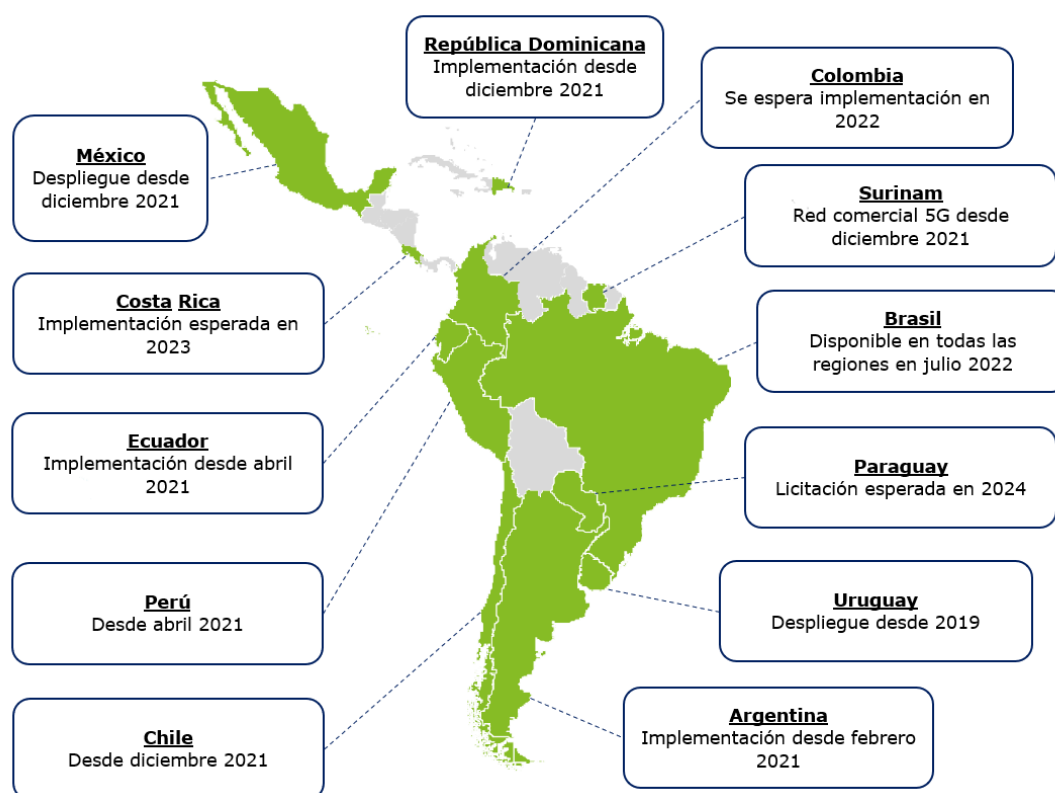 República Dominicana
Implementación desde
diciembre 2021
Colombia
Se espera implementación en
2022
México
Despliegue desde
diciembre 2021
Surinam
Red comercial 5G desde
diciembre 2021
Costa Rica
Implementación esperada en
2023
Brasil
Disponible en todas las
regiones en julio 2022
Ecuador
Implementación desde abril
2021
Paraguay
Licitación esperada en 2024
Perú
Desde abril 2021
Uruguay
Despliegue desde 2019
Chile
Desde diciembre 2021
Argentina
Implementación desde febrero
2021